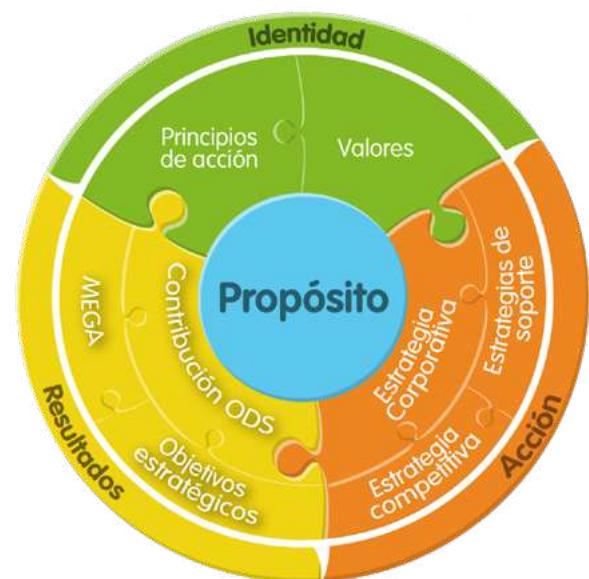 Identidad
Principios
de acción
Valores
Propósito
Estrategias de
soporte
Estrategia
Corporativa
Estrategia
competitiva
Acción
MEGA
Contribución ODS
Objetivos
estratégicos
Resultados